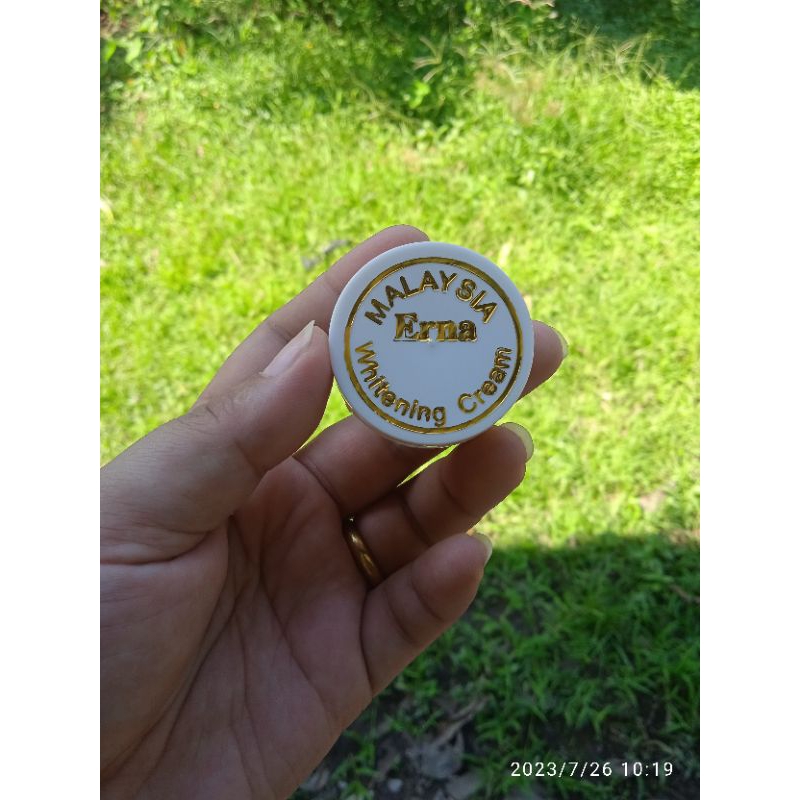 MALAYSIA
Erna
Whitening Cream
2023/7/26 10:19